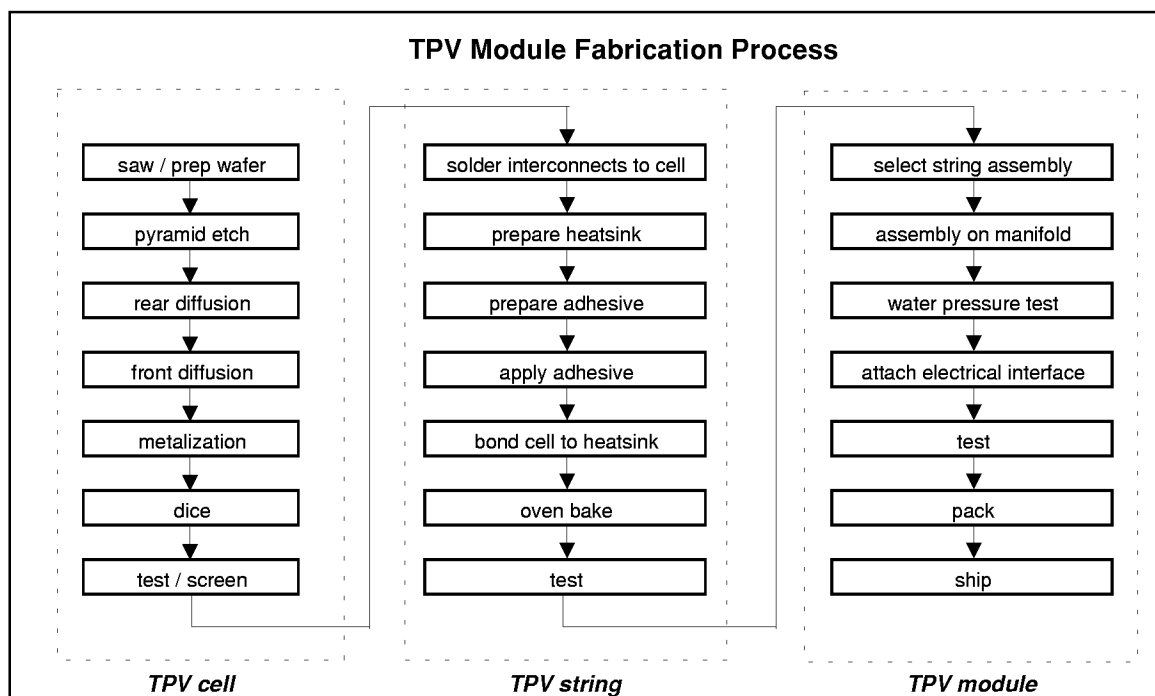 TPV Module Fabrication Process
saw / prep wafer
pyramid etch
rear diffusion
front diffusion
metalization
dice
test / screen
TPV cell
solder interconnects to cell
prepare heatsink
prepare adhesive
apply adhesive
bond cell to heatsink
oven bake
test
TPV string
select string assembly
assembly on manifold
water pressure test
attach electrical interface
test
pack
ship
TPV module